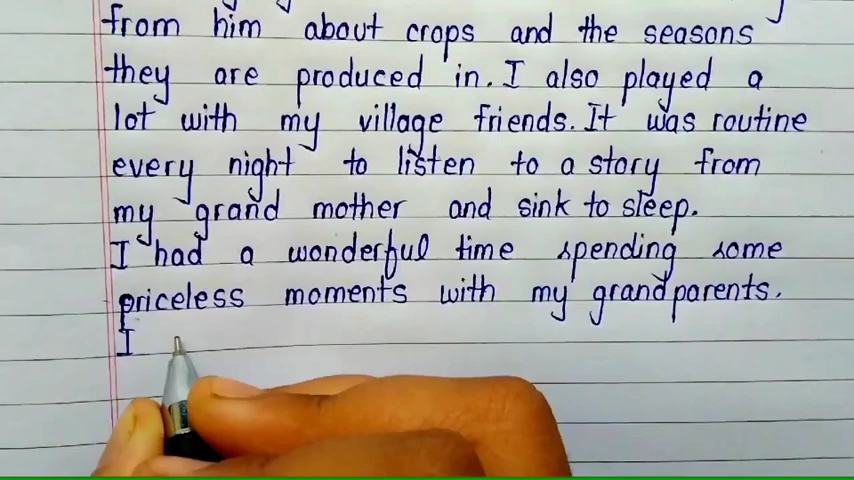 from him about crops and the seasons
they are produced in. I also played a
lot with my village friends. It was routine
every night to listen to a story from
my grand mother and sink to sleep.
I had a wonderful time spending some
priceless moments with my grandparents.
I